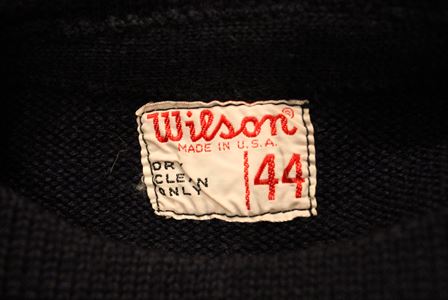 Wilson®
MADE IN U.S.A.
DRY
CLEAN
ONLY
44